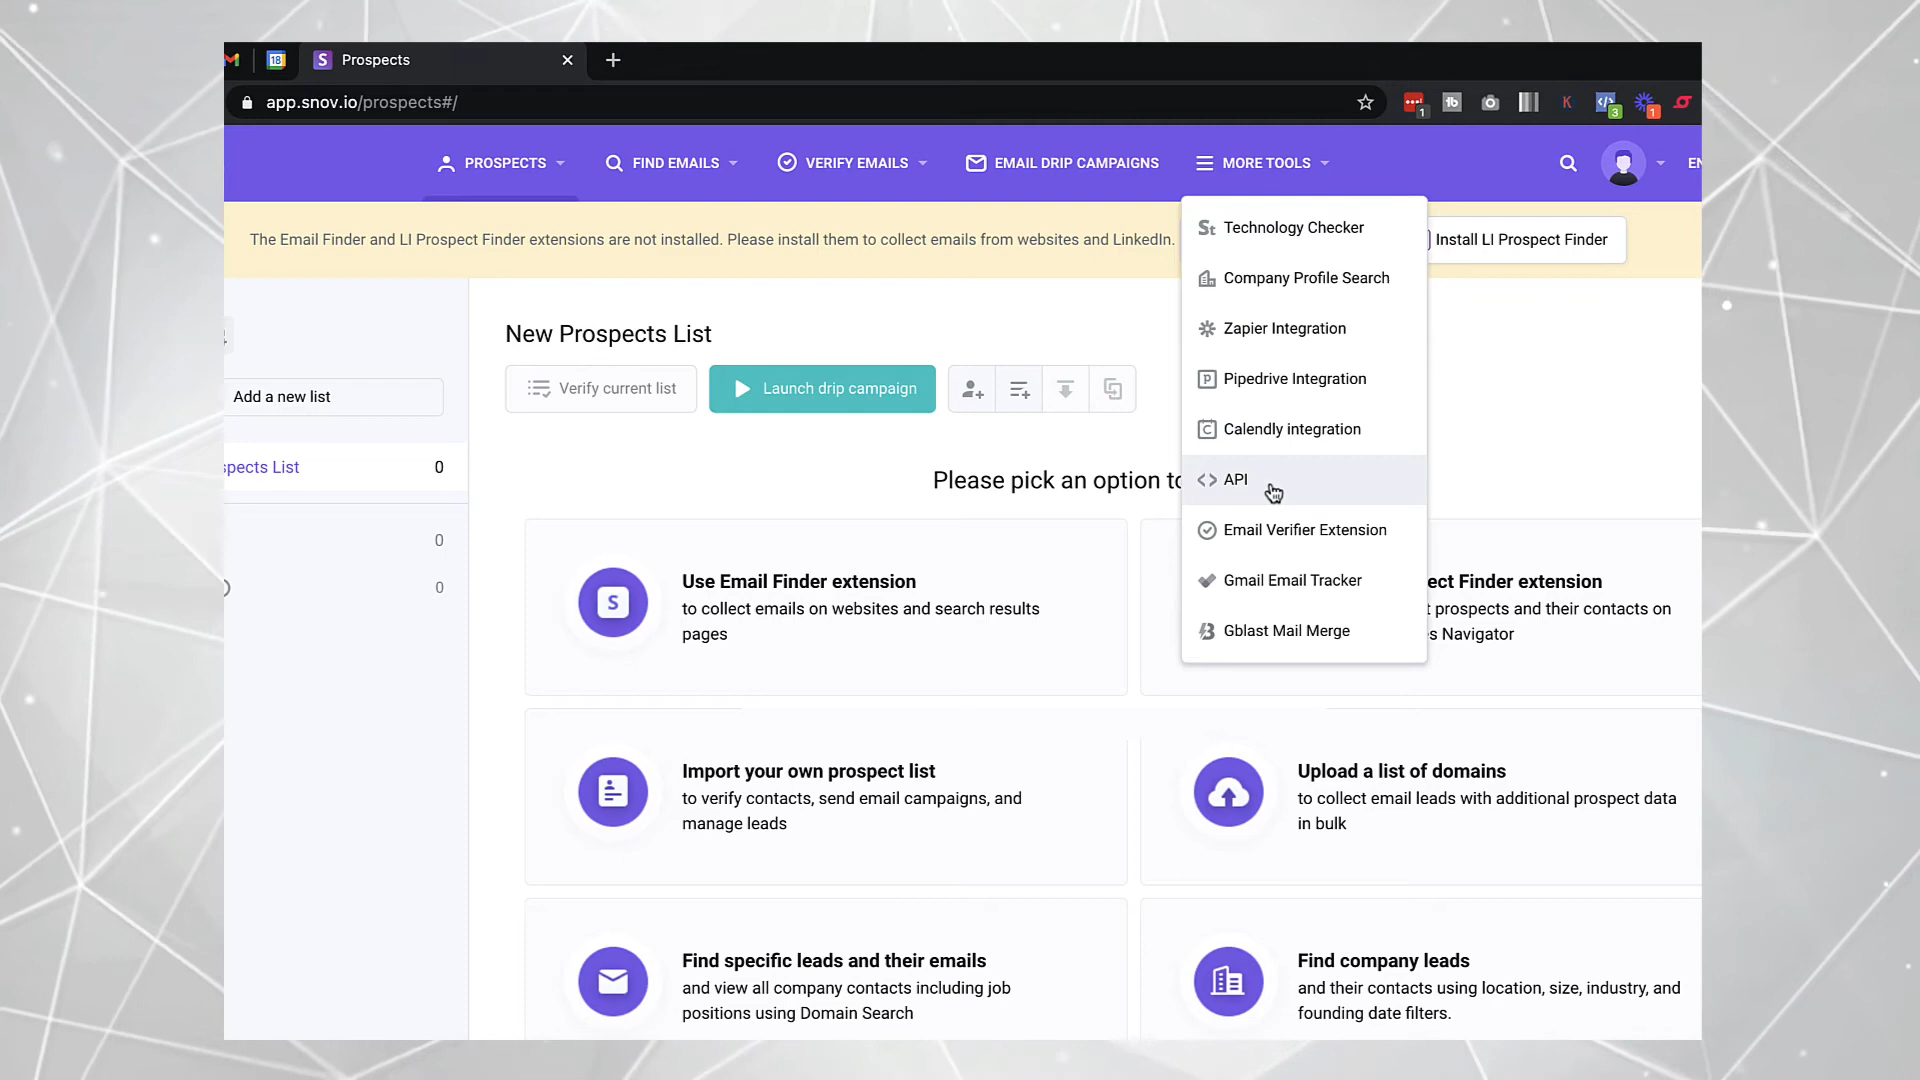 18
S
Prospects
app.snov.io/prospects#/
1
tb
K
3
1
PROSPECTS
FIND EMAILS
VERIFY EMAILS
EMAIL DRIP CAMPAIGNS
MORE TOOLS
EN
The Email Finder and LI Prospect Finder extensions are not installed. Please install them to collect emails from websites and LinkedIn.
Install LI Prospect Finder
St Technology Checker
Company Profile Search
Zapier Integration
P Pipedrive Integration
C Calendly integration
<> API
Email Verifier Extension
Gmail Email Tracker
Gblast Mail Merge
Add a new list
spects List 0
0
0
New Prospects List
Verify current list
Launch drip campaign
Please pick an option to
S
Use Email Finder extension
to collect emails on websites and search results
pages
ect Finder extension
t prospects and their contacts on
s Navigator
Import your own prospect list
to verify contacts, send email campaigns, and
manage leads
Upload a list of domains
to collect email leads with additional prospect data
in bulk
Find specific leads and their emails
and view all company contacts including job
positions using Domain Search
Find company leads
and their contacts using location, size, industry, and
founding date filters.